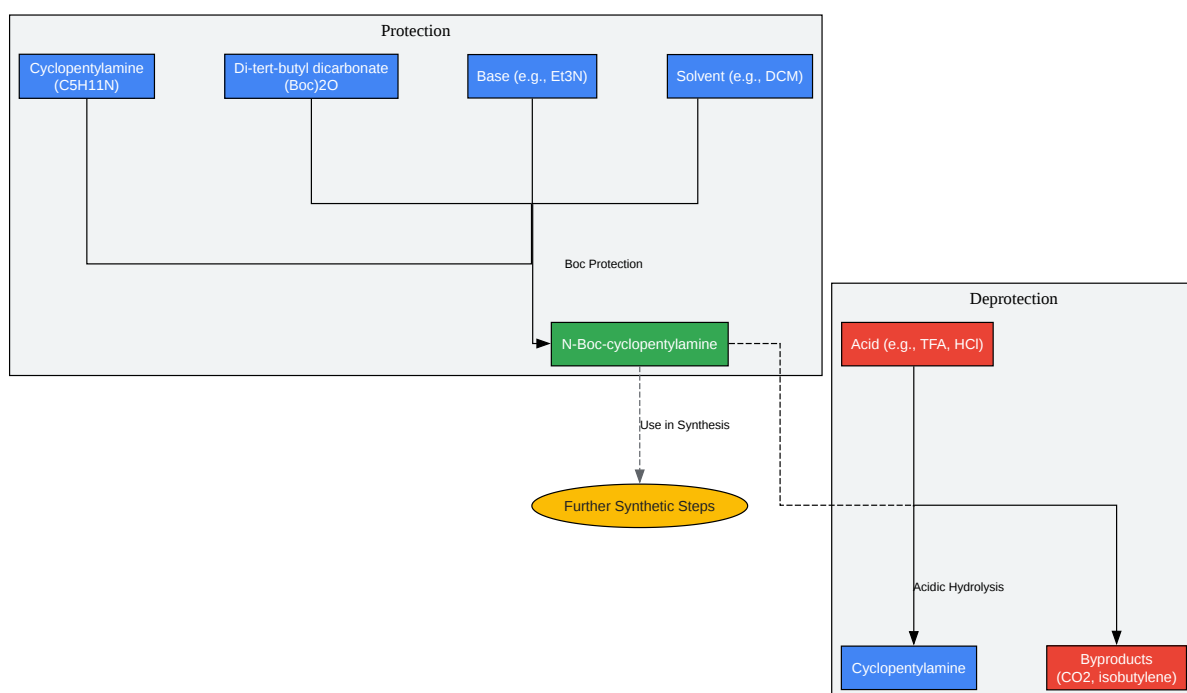 Protection
Cyclopentylamine
(C5H11N)
Di-tert-butyl dicarbonate
(Boc)2O
Base (e.g., Et3N)
Solvent (e.g., DCM)
Boc Protection
N-Boc-cyclopentylamine
Use in Synthesis
Further Synthetic Steps
Deprotection
Acid (e.g., TFA, HCl)
Acidic Hydrolysis
Cyclopentylamine
Byproducts
(CO2, isobutylene)